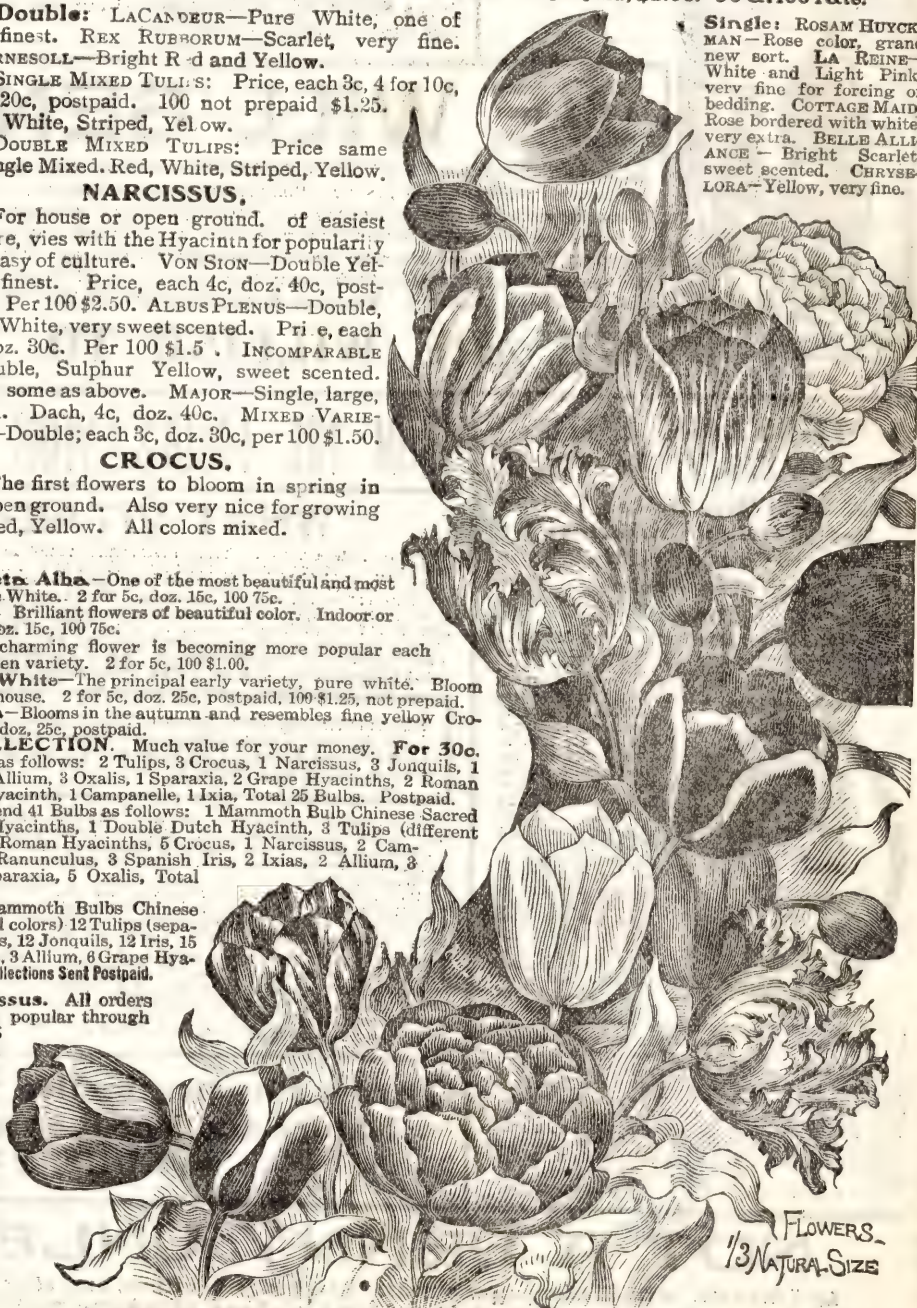 Double: LACANDEUR—Pure White, one of
finest. REX RUBRORUM—Scarlet, very fine.
RNESOLL—Bright R d and Yellow.
SINGLE MIXED TULIPS: Price, each 3c, 4 for 10c,
20c, postpaid. 100 not prepaid $1.25.
White, Striped, Yel ow.
DOUBLE MIXED TULIPS: Price same
ngle Mixed. Red, White, Striped, Yellow.
NARCISSUS.
For house or open ground. of easiest
re, vies with the Hyacinth for popularity
asy of culture. VON SION—Double Yel-
finest. Price, each 4c, doz. 40c, post-
Per 100 $2.50. ALBUS PLENUS—Double,
White, very sweet scented. Pri e, each
oz. 30c. Per 100 $1.5 . INCOMPARABLE
uble, Sulphur Yellow, sweet scented.
some as above. MAJOR—Single, large,
. Dach, 4c, doz. 40c. MIXED VARIE-
-Double; each 3c, doz. 30c, per 100 $1.50.
CROCUS.
he first flowers to bloom in spring in
pen ground. Also very nice for growing
ed, Yellow. All colors mixed.
eta Alba—One of the most beautiful and most
White. 2 for 5c, doz. 15c, 100 75c.
Brilliant flowers of beautiful color. Indoor or
oz. 15c, 100 75c.
charming flower is becoming more popular each
en variety. 2 for 5c, 100 $1.00.
White—The principal early variety, pure white. Bloom
house. 2 for 5c, doz. 25c, postpaid, 100 $1.25, not prepaid.
—Blooms in the autumn and resembles fine yellow Cro-
doz, 25c, postpaid.
LLECTION. Much value for your money. For 30c.
as follows: 2 Tulips, 3 Crocus, 1 Narcissus, 3 Jonquils, 1
Allium, 3 Oxalis, 1 Sparaxia, 2 Grape Hyacinths, 2 Roman
yacinth, 1 Campanelle, 1 Ixia, Total 25 Bulbs. Postpaid.
end 41 Bulbs as follows: 1 Mammoth Bulb Chinese Sacred
Hyacinths, 1 Double Dutch Hyacinth, 3 Tulips (different
Roman Hyacinths, 5 Crocus, 1 Narcissus, 2 Cam-
Ranunculus, 3 Spanish Iris, 2 Ixias, 2 Allium, 3
paraxia, 5 Oxalis, Total
ammoth Bulbs Chinese
l colors) 12 Tulips (sepa-
s, 12 Jonquils, 12 Iris, 15
, 3 Allium, 6 Grape Hya-
llections Sent Postpaid.
ssus. All orders
popular through
Single: ROSAM HUYCK
MAN—Rose color, gran
new sort. LA REINE—
White and Light Pink
very fine for forcing o
bedding. COTTAGE MAID
Rose bordered with white
very extra. BELLE ALLI
ANCE — Bright Scarlet
sweet scented. CHRYSE-
LORA—Yellow, very fine.
FLOWERS
1/3 NATURAL SIZE